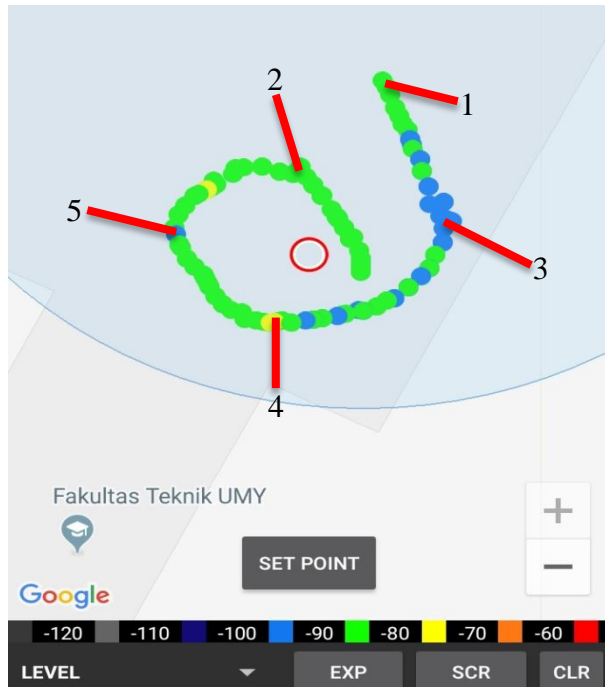 2
1
5
3
4
Fakultas Teknik UMY
+
SET POINT
−
Google
-120 -110 -100 -90 -80 -70 -60
LEVEL EXP SCR CLR